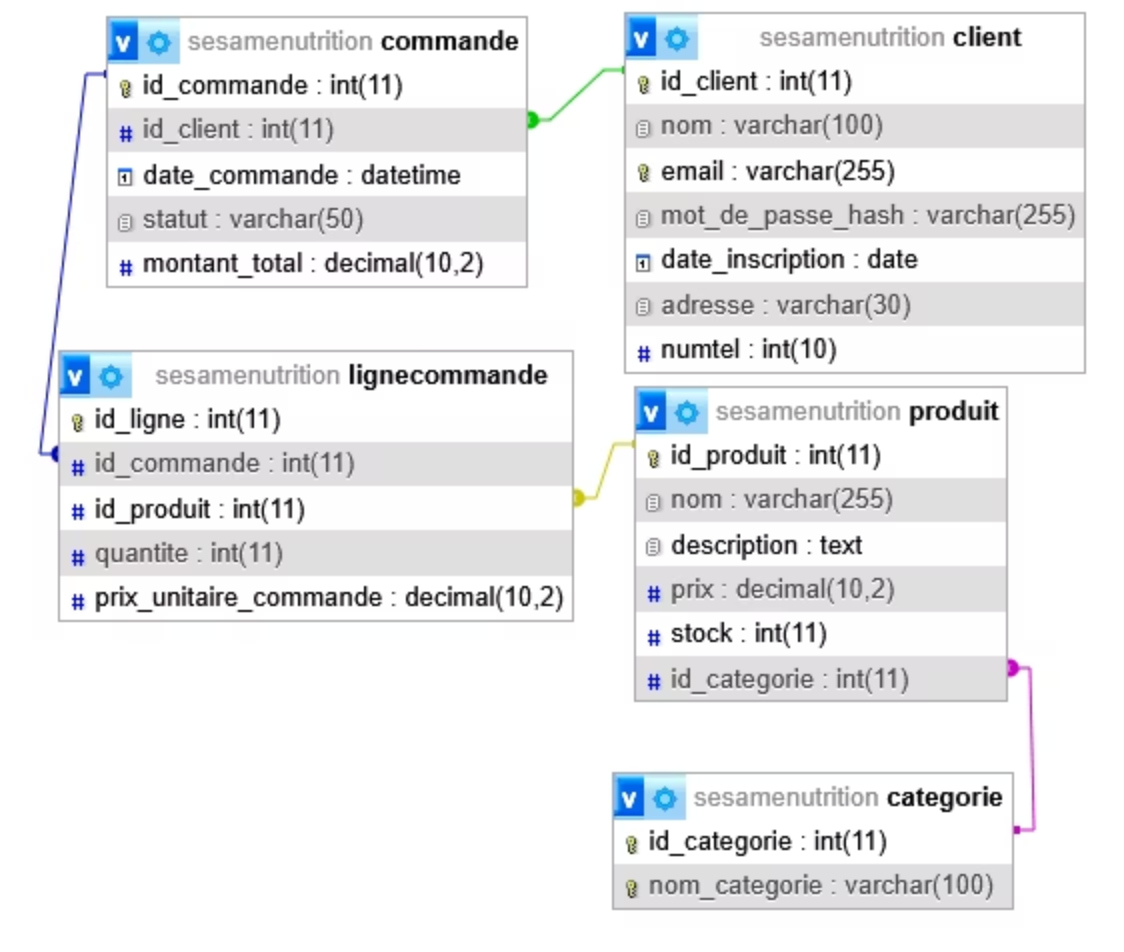 v sesamenutrition commande
id_commande : int(11)
# id_client : int(11)
date_commande : datetime
statut : varchar(50)
# montant_total : decimal(10,2)
v sesamenutrition client
id_client : int(11)
nom : varchar(100)
email : varchar(255)
mot_de_passe_hash : varchar(255)
date_inscription : date
adresse : varchar(30)
# numtel : int(10)
v sesamenutrition lignecommande
id_ligne : int(11)
# id_commande : int(11)
# id_produit : int(11)
# quantite : int(11)
# prix_unitaire_commande : decimal(10,2)
v sesamenutrition produit
id_produit : int(11)
nom : varchar(255)
description : text
# prix : decimal(10,2)
# stock : int(11)
# id_categorie : int(11)
v sesamenutrition categorie
id_categorie : int(11)
nom_categorie : varchar(100)